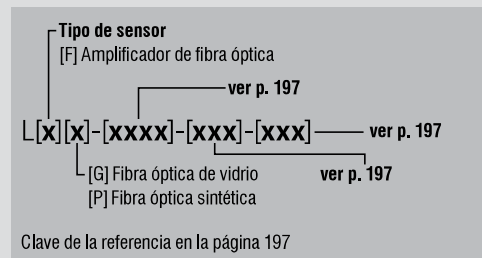 Tipo de sensor
[F] Amplificador de fibra óptica
ver p. 197
L[x][x]-[xxxx]-[xxx]-[xxx] ver p. 197
[G] Fibra óptica de vidrio ver p. 197
[P] Fibra óptica sintética
Clave de la referencia en la página 197